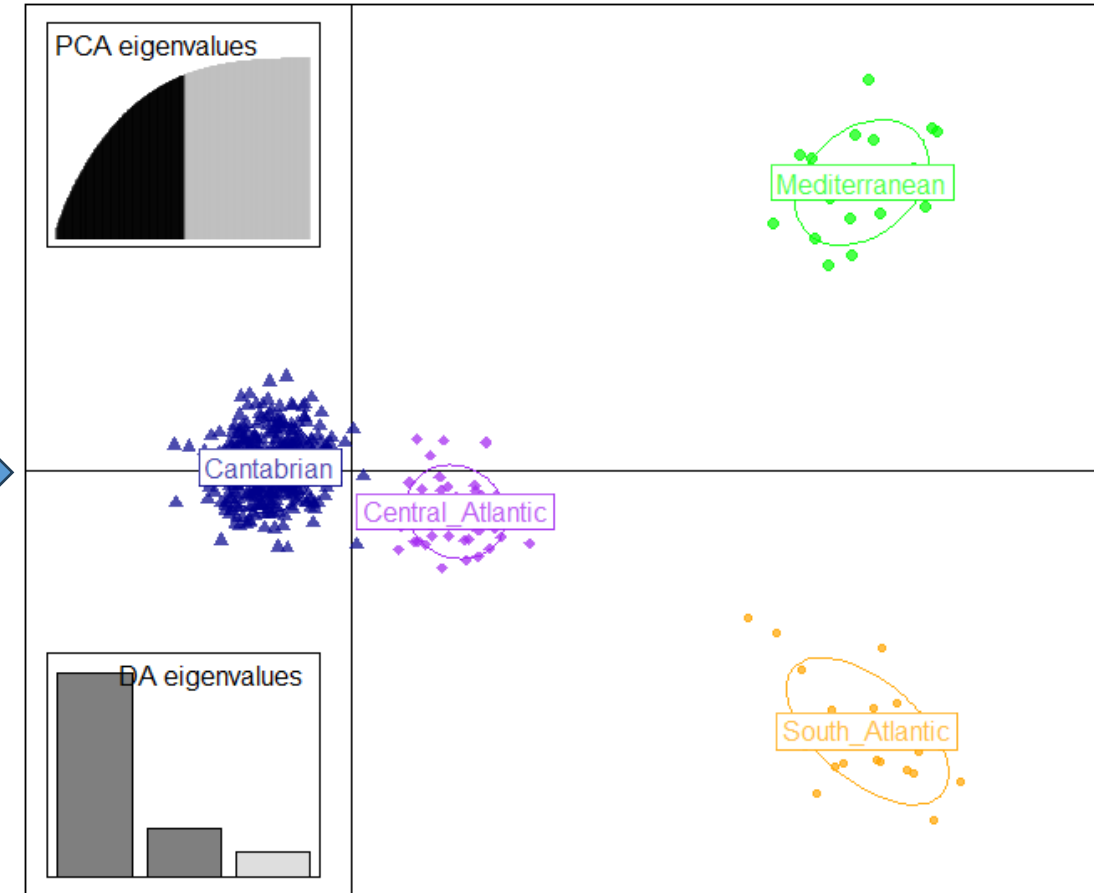 PCA eigenvalues
Mediterranean
Cantabrian
Central_Atlantic
DA eigenvalues
South_Atlantic